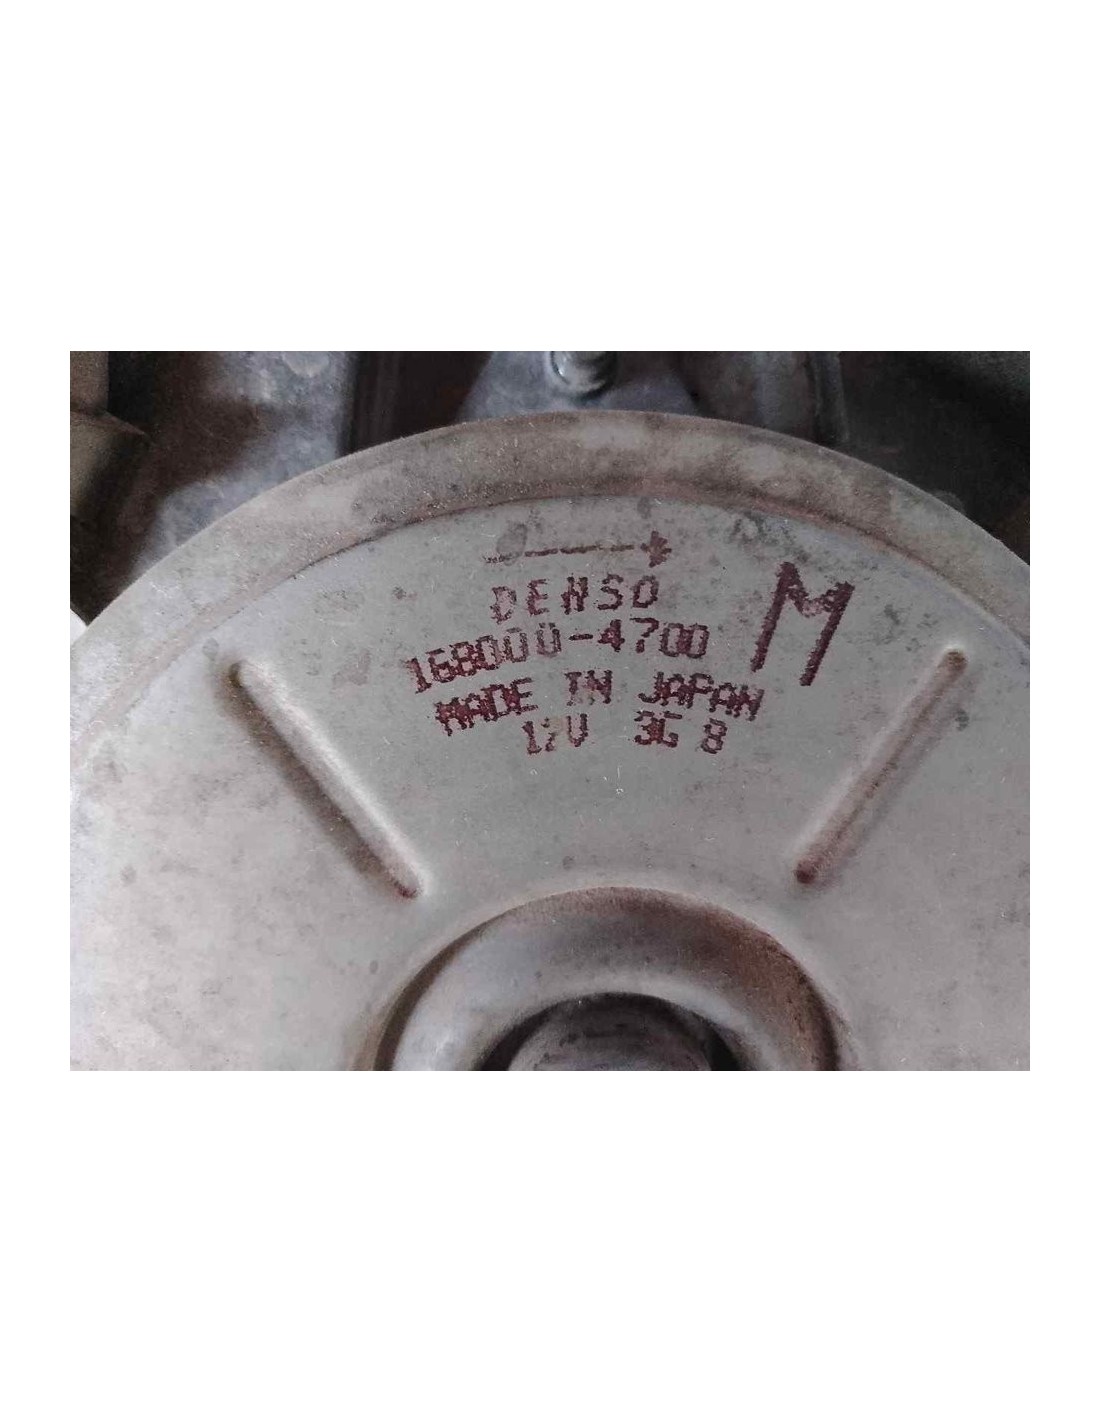 DENSO
168000-4700
M
MADE IN JAPAN
12V 3G 8